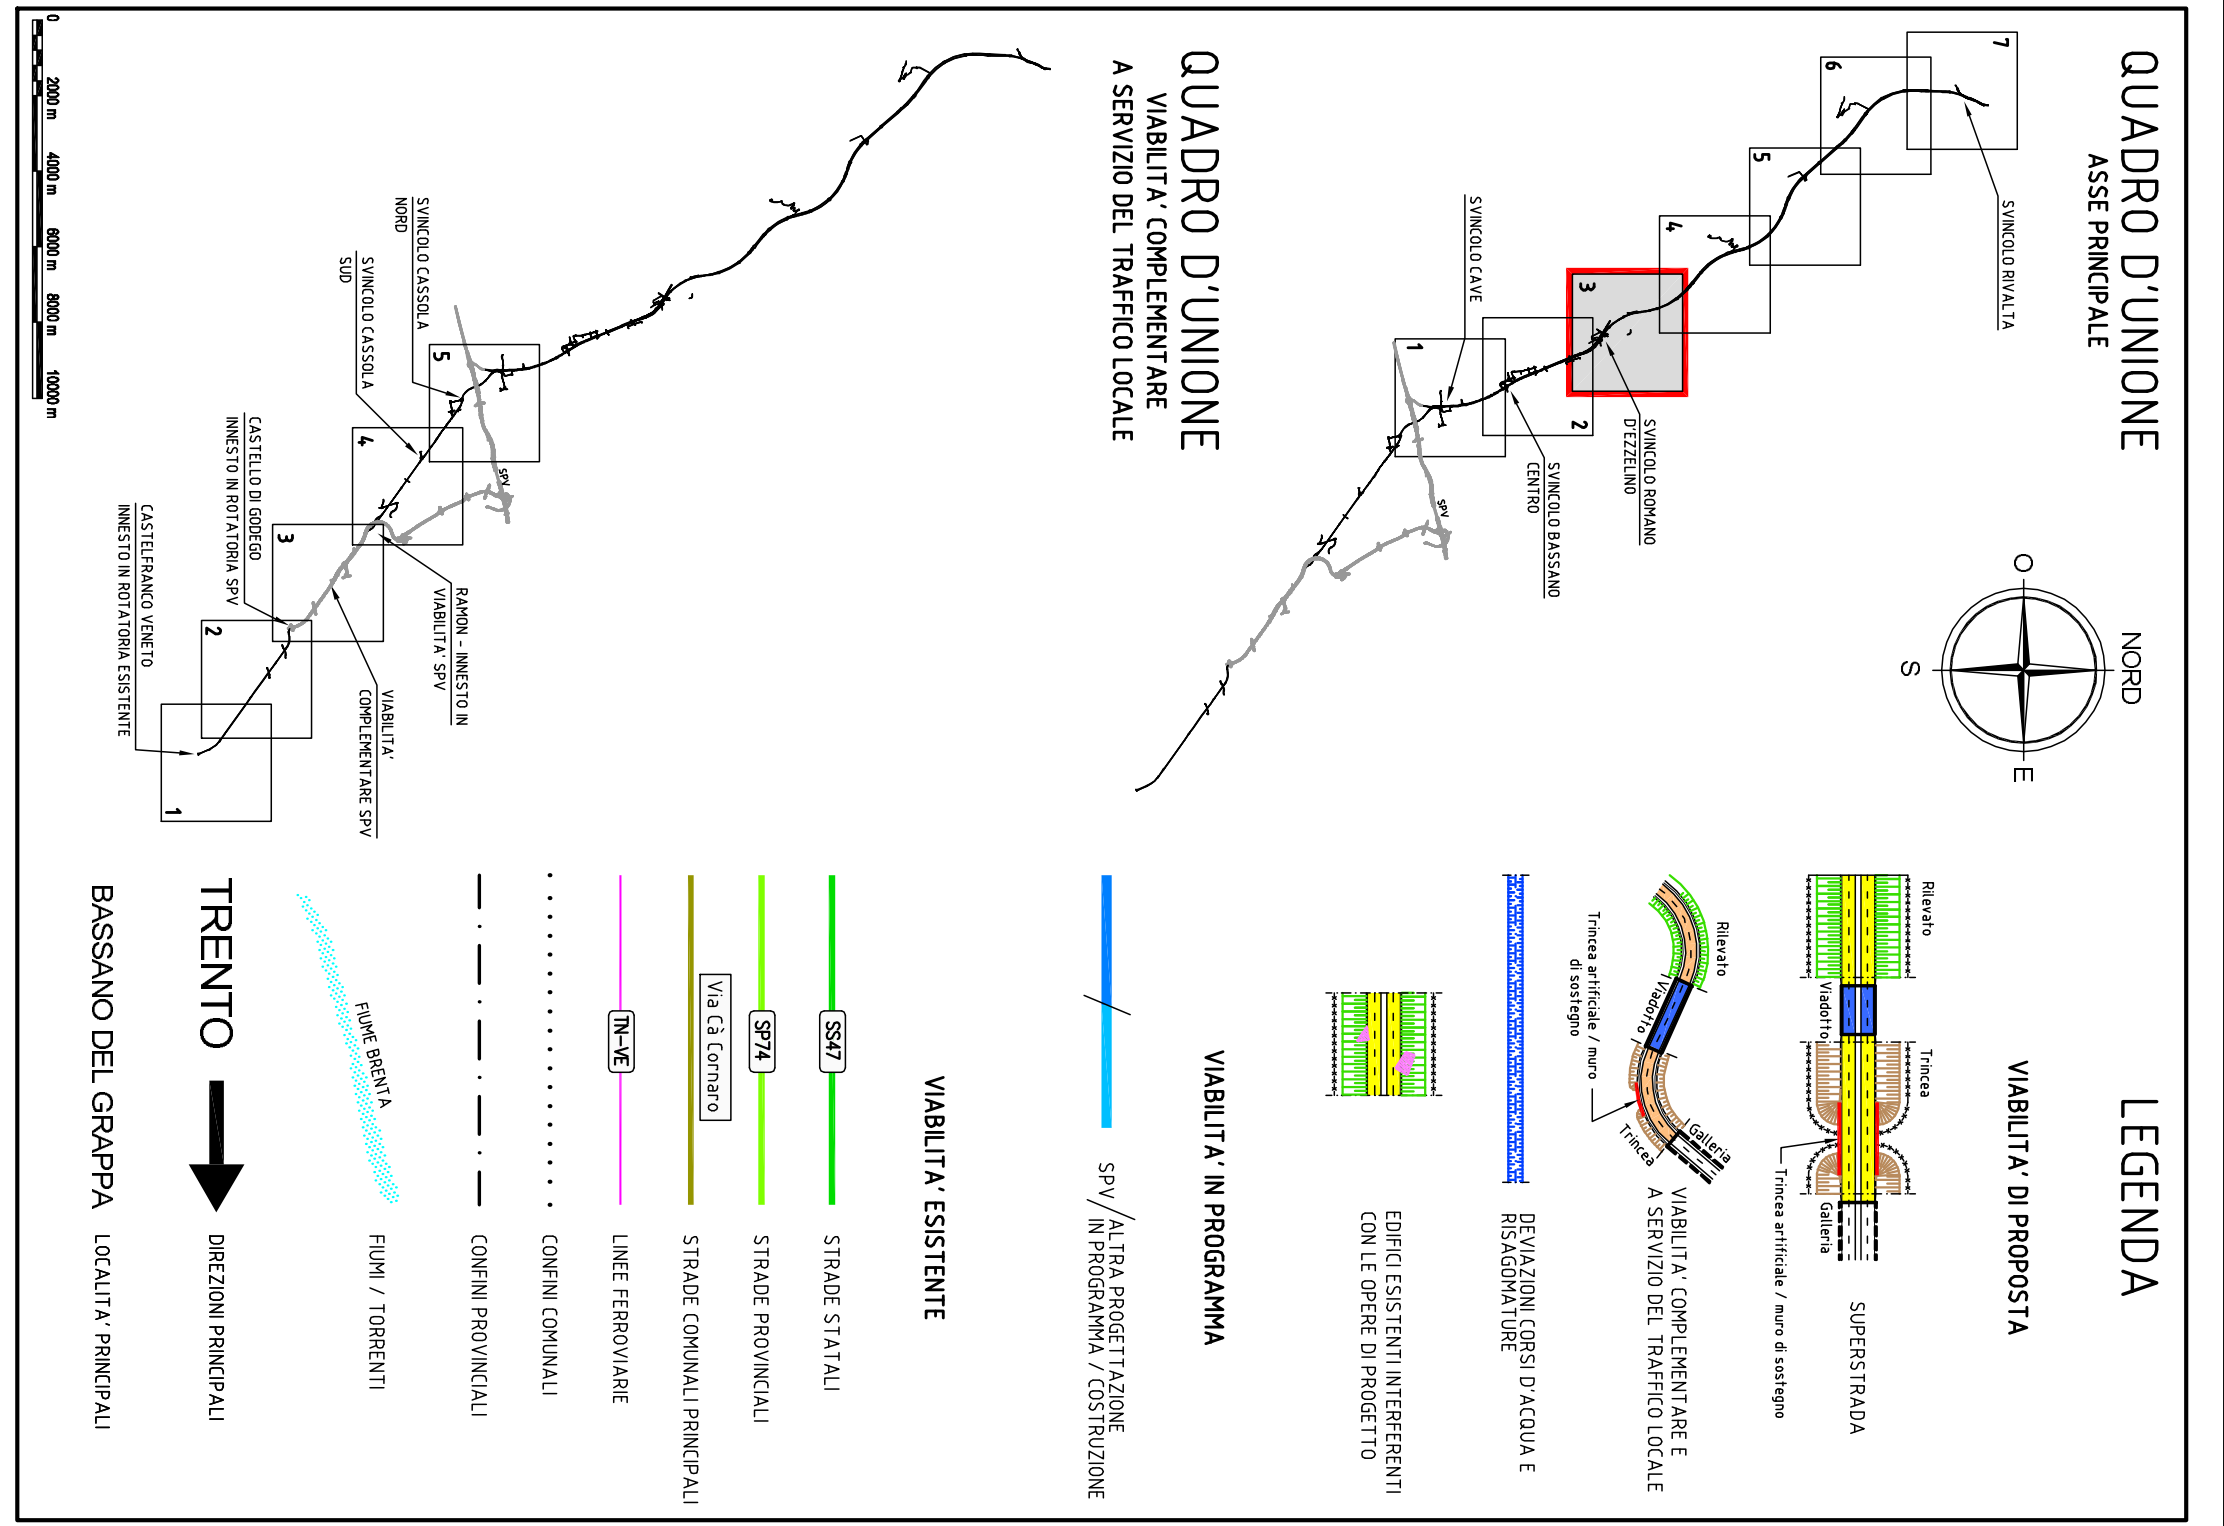 QUADRO D'UNIONE
ASSE PRINCIPALE
7
6
5
4
3
2
1
SVINCOLO RIVALTA
SVINCOLO ROMANO
D'EZZELINO
SVINCOLO BASSANO
CENTRO
SVINCOLO CAVE
SPV
NORD
O
E
S
QUADRO D'UNIONE
VIABILITA' COMPLEMENTARE
A SERVIZIO DEL TRAFFICO LOCALE
SVINCOLO CASSOLA
NORD
SVINCOLO CASSOLA
SUD
CASTELLO DI GODEGO
INNESTO IN ROTATORIA SPV
CASTELFRANCO VENETO
INNESTO IN ROTATORIA ESISTENTE
RAMON - INNESTO IN
VIABILITA' SPV
VIABILITA'
COMPLEMENTARE SPV
SPV
5
4
3
2
1
0
2000 m
4000 m
6000 m
8000 m
10000 m
LEGENDA
VIABILITA' DI PROPOSTA
Rilevato
Viadotto
Trincea
Galleria
Trincea artificiale / muro di sostegno
SUPERSTRADA
Rilevato
Viadotto
Trincea
Galleria
Trincea artificiale / muro
di sostegno
VIABILITA' COMPLEMENTARE E
A SERVIZIO DEL TRAFFICO LOCALE
DEVIAZIONI CORSI D'ACQUA E
RISAGOMATURE
EDIFICI ESISTENTI INTERFERENTI
CON LE OPERE DI PROGETTO
VIABILITA' IN PROGRAMMA
SPV / ALTRA PROGETTAZIONE
IN PROGRAMMA / COSTRUZIONE
VIABILITA' ESISTENTE
SS47
STRADE STATALI
SP74
STRADE PROVINCIALI
Via Cà Cornaro
STRADE COMUNALI PRINCIPALI
TN-VE
LINEE FERROVIARIE
CONFINI COMUNALI
CONFINI PROVINCIALI
FIUME BRENTA
FIUMI / TORRENTI
TRENTO
DIREZIONI PRINCIPALI
BASSANO DEL GRAPPA
LOCALITA' PRINCIPALI